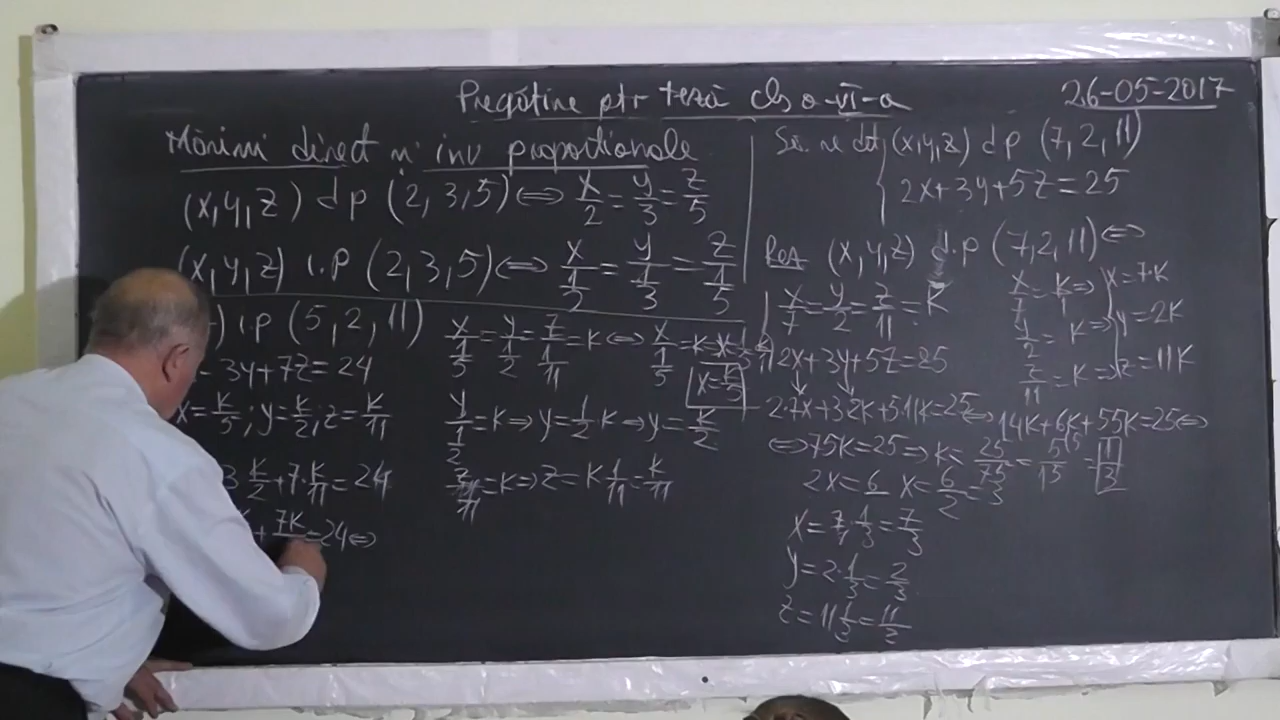 Pregătire ptr teză cls a-VI-a
26-05-2017
Mărimi direct și inv proporționale
(x,y,z) d p (2,3,5) ⇔ x/2 = y/3 = z/5
(x,y,z) i.p (2,3,5) ⇔ x/(1/2) = y/(1/3) = z/(1/5)
) i.p (5,2,11)
- 3y+7z=24
x=k/5; y=k/2; z=k/11
3 k/2 + 7·k/11 = 24
+ 7k = 24 ⇔
x/(1/5) = y/(1/2) = z/(1/11) = k ⇔ x/(1/5) = k
x=k/5
y/(1/2) = k ⇒ y = 1/2 k ⇒ y = k/2
z/(1/11) = k ⇒ z = k 1/11 = k/11
Să se det (x,y,z) d p (7,2,11)
2x+3y+5z=25
Rez (x,y,z) d.p (7,2,11) ⇔
x/7 = y/2 = z/11 = k
x/7 = k ⇒ x=7·k
y/2 = k ⇒ y=2k
z/11 = k ⇒ z=11k
2x+3y+5z=25
2·7k+3·2k+5·11k=25 ⇔ 14k+6k+55k=25 ⇔
⇔ 75k=25 ⇒ k = 25/75 = 5/15 = 1/3
2x=6 x=6/2=3
x=7·1/3=7/3
y=2·1/3=2/3
z=11·1/3=11/3